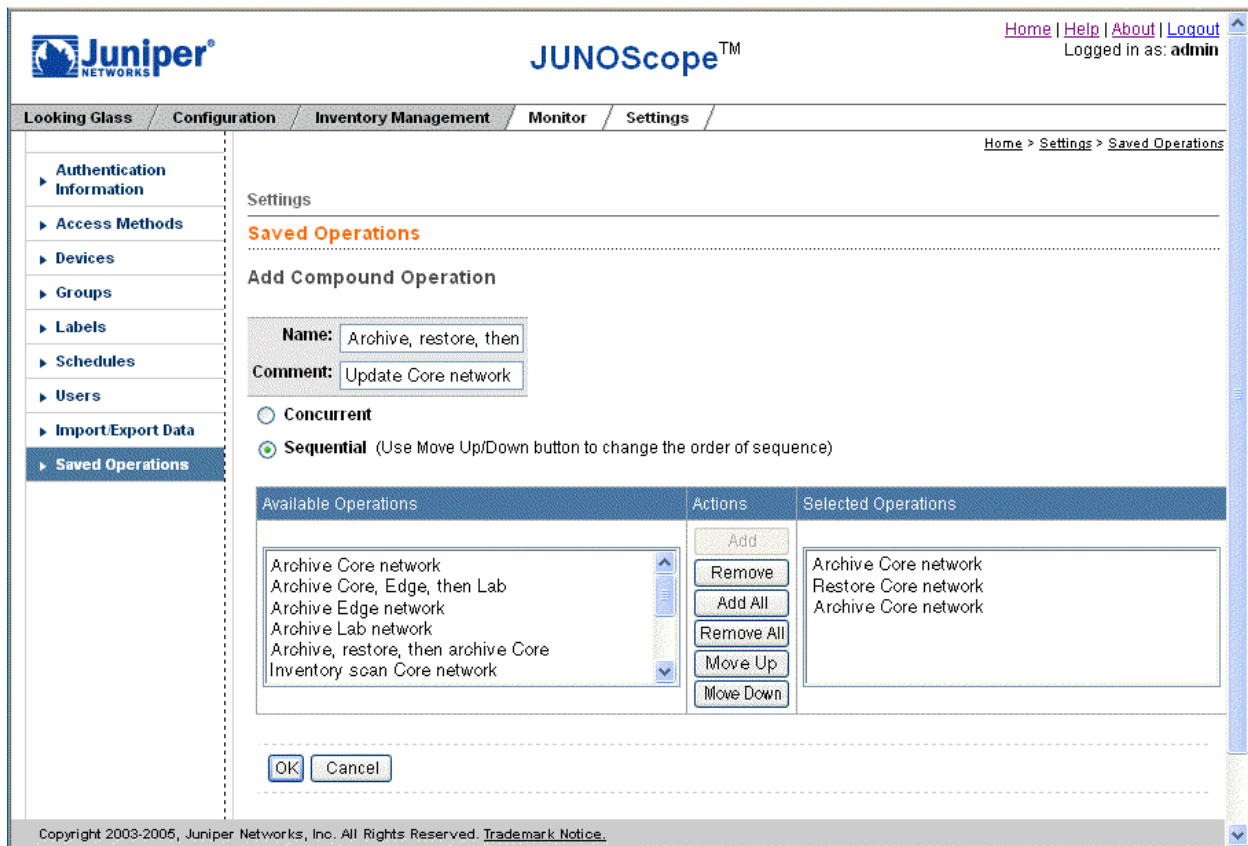 Juniper®
NETWORKS
JUNOScope™
Home | Help | About | Logout
Logged in as: admin
Looking Glass / Configuration / Inventory Management / Monitor / Settings /
Home > Settings > Saved Operations
Authentication
Information
Access Methods
Devices
Groups
Labels
Schedules
Users
Import/Export Data
Saved Operations
Settings
Saved Operations
Add Compound Operation
Name: Archive, restore, then
Comment: Update Core network
Concurrent
Sequential (Use Move Up/Down button to change the order of sequence)
Available Operations
Archive Core network
Archive Core, Edge, then Lab
Archive Edge network
Archive Lab network
Archive, restore, then archive Core
Inventory scan Core network
Actions
Add
Remove
Add All
Remove All
Move Up
Move Down
Selected Operations
Archive Core network
Restore Core network
Archive Core network
OK Cancel
Copyright 2003-2005, Juniper Networks, Inc. All Rights Reserved. Trademark Notice.